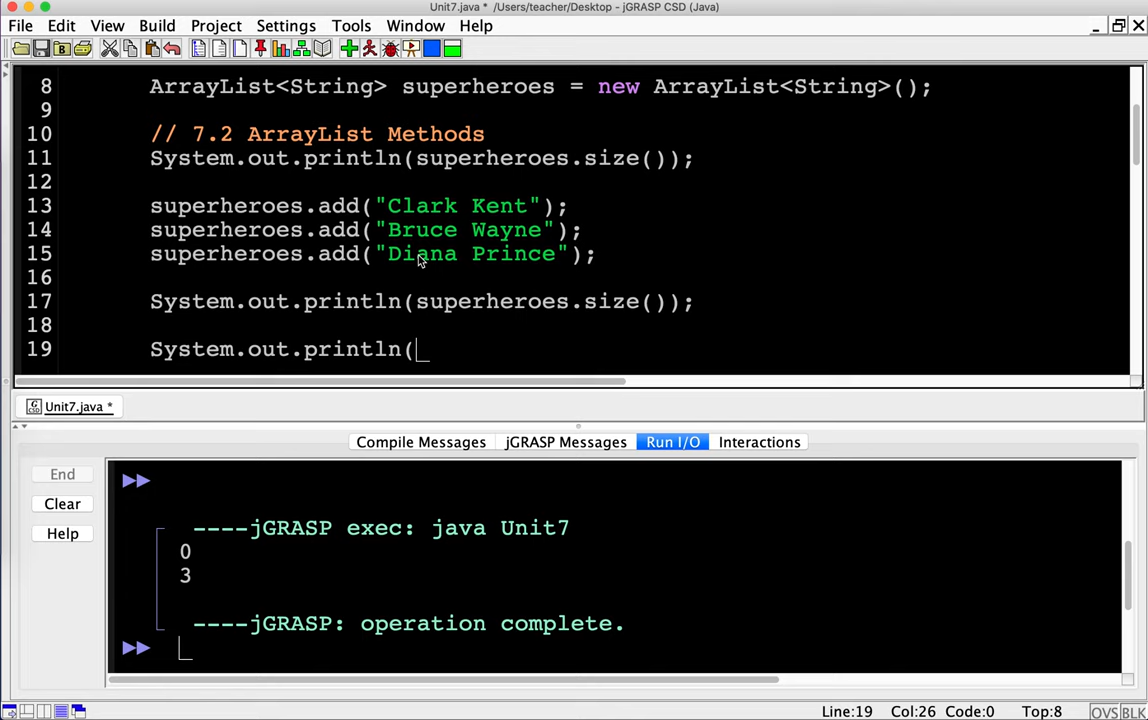 Unit7.java * /Users/teacher/Desktop - jGRASP CSD (Java)
File Edit View Build Project Settings Tools Window Help
8 ArrayList<String> superheroes = new ArrayList<String>();
9
10 // 7.2 ArrayList Methods
11 System.out.println(superheroes.size());
12
13 superheroes.add("Clark Kent");
14 superheroes.add("Bruce Wayne");
15 superheroes.add("Diana Prince");
16
17 System.out.println(superheroes.size());
18
19 System.out.println(
Unit7.java *
Compile Messages jGRASP Messages Run I/O Interactions
End
Clear
Help
----jGRASP exec: java Unit7
0
3
----jGRASP: operation complete.
Line:19 Col:26 Code:0 Top:8 OVS BLK